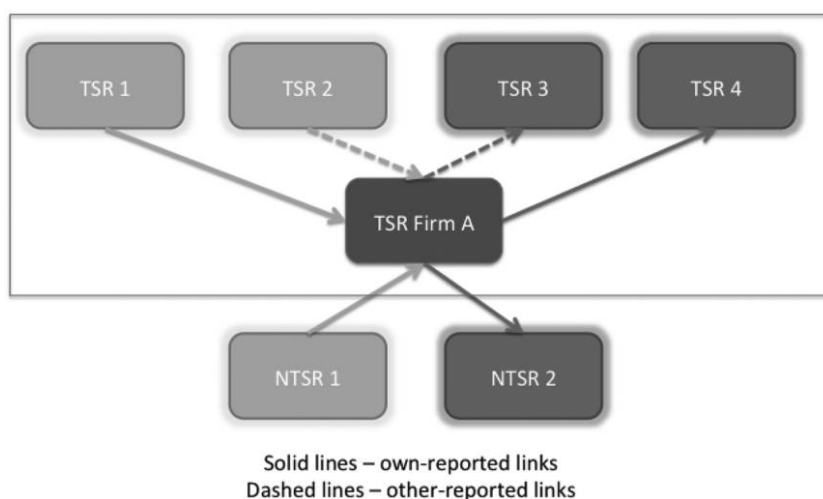 TSR 1
TSR 2
TSR 3
TSR 4
TSR Firm A
NTSR 1
NTSR 2
Solid lines – own-reported links
Dashed lines – other-reported links